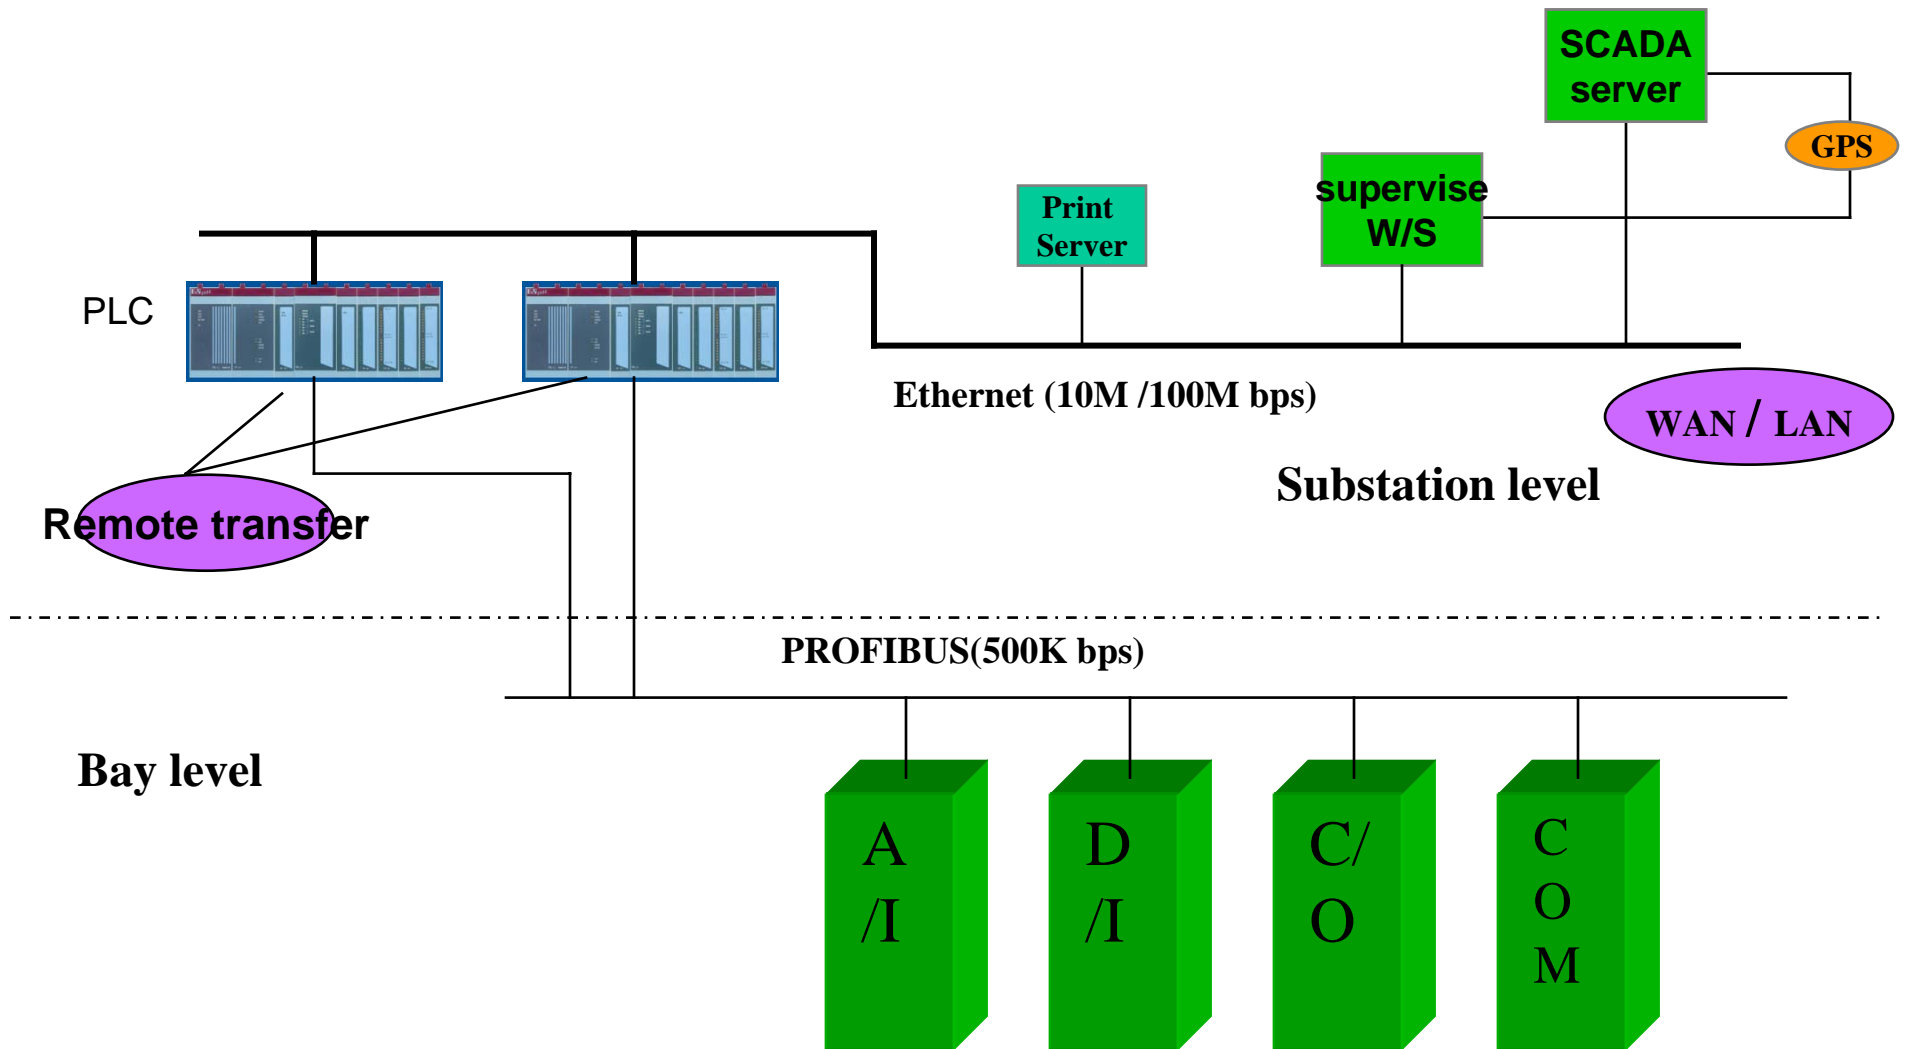 SCADA
server
GPS
supervise
W/S
Print
Server
PLC
Ethernet (10M /100M bps)
WAN / LAN
Substation level
Remote transfer
PROFIBUS(500K bps)
Bay level
A
/I
D
/I
C/
O
C
O
M